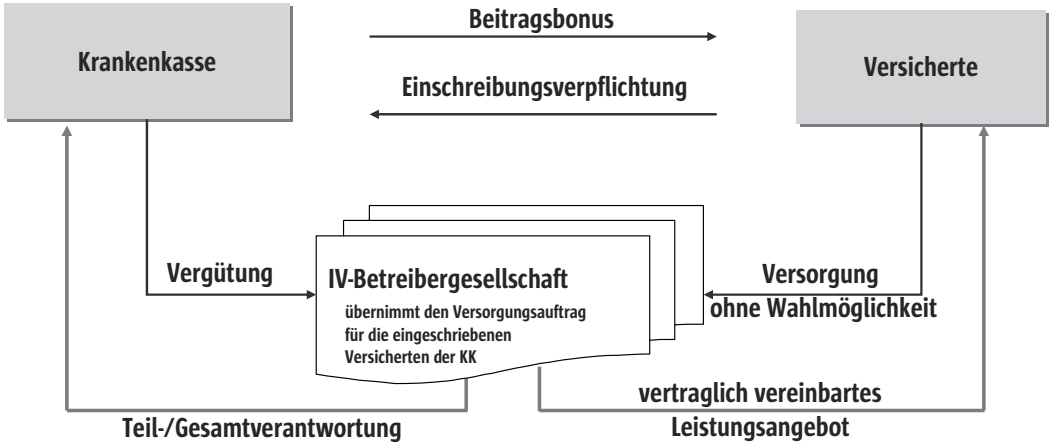 Beitragsbonus
Krankenkasse
Versicherte
Einschreibungsverpflichtung
Vergütung
IV-Betreibergesellschaft
übernimmt den Versorgungsauftrag
für die eingeschriebenen
Versicherten der KK
Versorgung
ohne Wahlmöglichkeit
Teil-/Gesamtverantwortung
vertraglich vereinbartes
Leistungsangebot